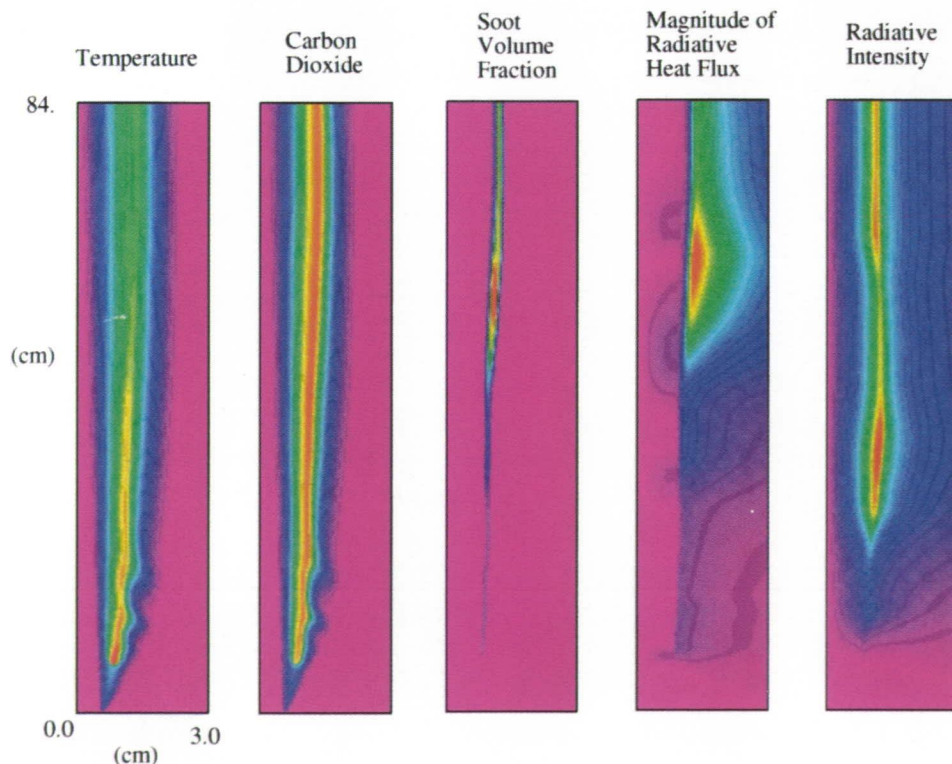 Temperature
Carbon
Dioxide
Soot
Volume
Fraction
Magnitude of
Radiative
Heat Flux
Radiative
Intensity
84.
(cm)
0.0
3.0
(cm)